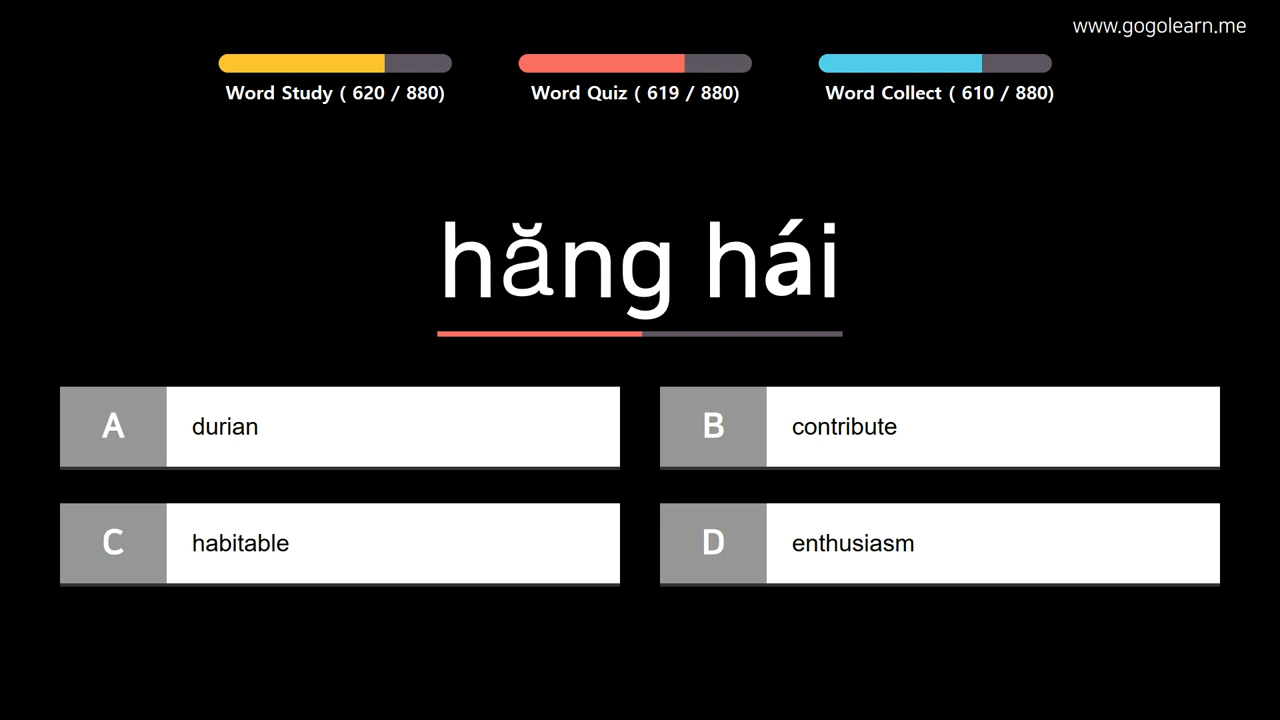 www.gogolearn.me
Word Study ( 620 / 880)
Word Quiz ( 619 / 880)
Word Collect ( 610 / 880)
hăng hái
A durian
B contribute
C habitable
D enthusiasm